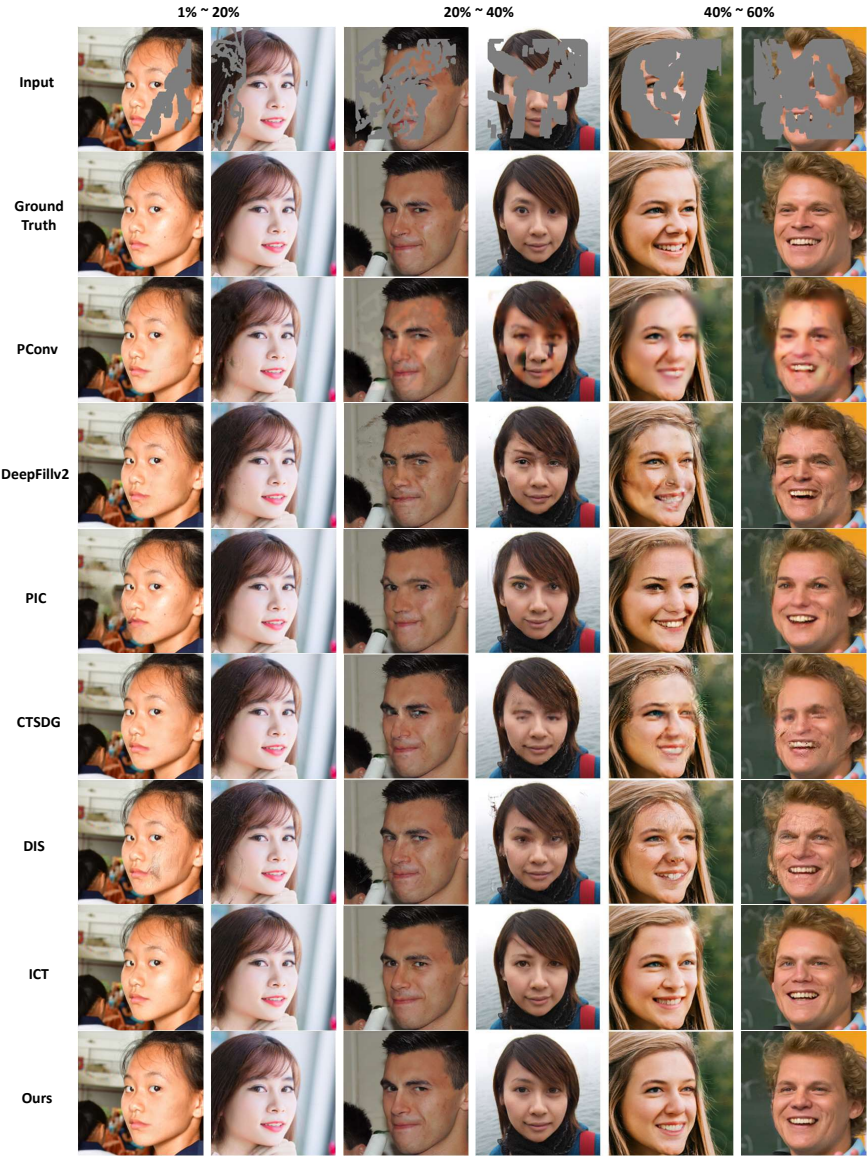 1% ~ 20%
20% ~ 40%
40% ~ 60%
Input
Ground
Truth
PConv
DeepFillv2
PIC
CTSDG
DIS
ICT
Ours